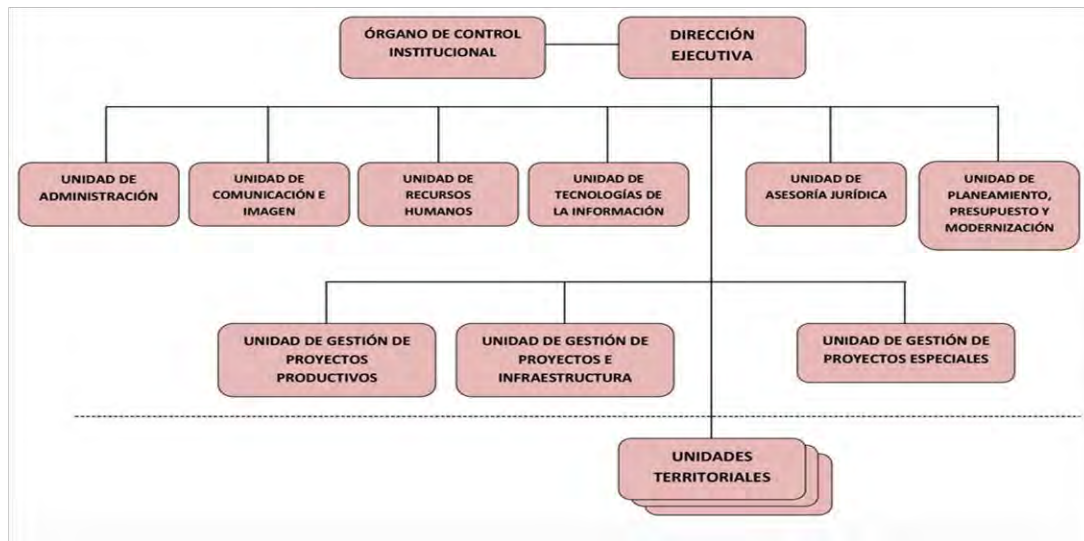 ÓRGANO DE CONTROL
INSTITUCIONAL
DIRECCIÓN
EJECUTIVA
UNIDAD DE
ADMINISTRACIÓN
UNIDAD DE
COMUNICACIÓN E
IMAGEN
UNIDAD DE
RECURSOS
HUMANOS
UNIDAD DE
TECNOLOGÍAS DE
LA INFORMACIÓN
UNIDAD DE
ASESORÍA JURÍDICA
UNIDAD DE
PLANEAMIENTO,
PRESUPUESTO Y
MODERNIZACIÓN
UNIDAD DE GESTIÓN DE
PROYECTOS
PRODUCTIVOS
UNIDAD DE GESTIÓN DE
PROYECTOS E
INFRAESTRUCTURA
UNIDAD DE GESTIÓN DE
PROYECTOS ESPECIALES
UNIDADES
TERRITORIALES